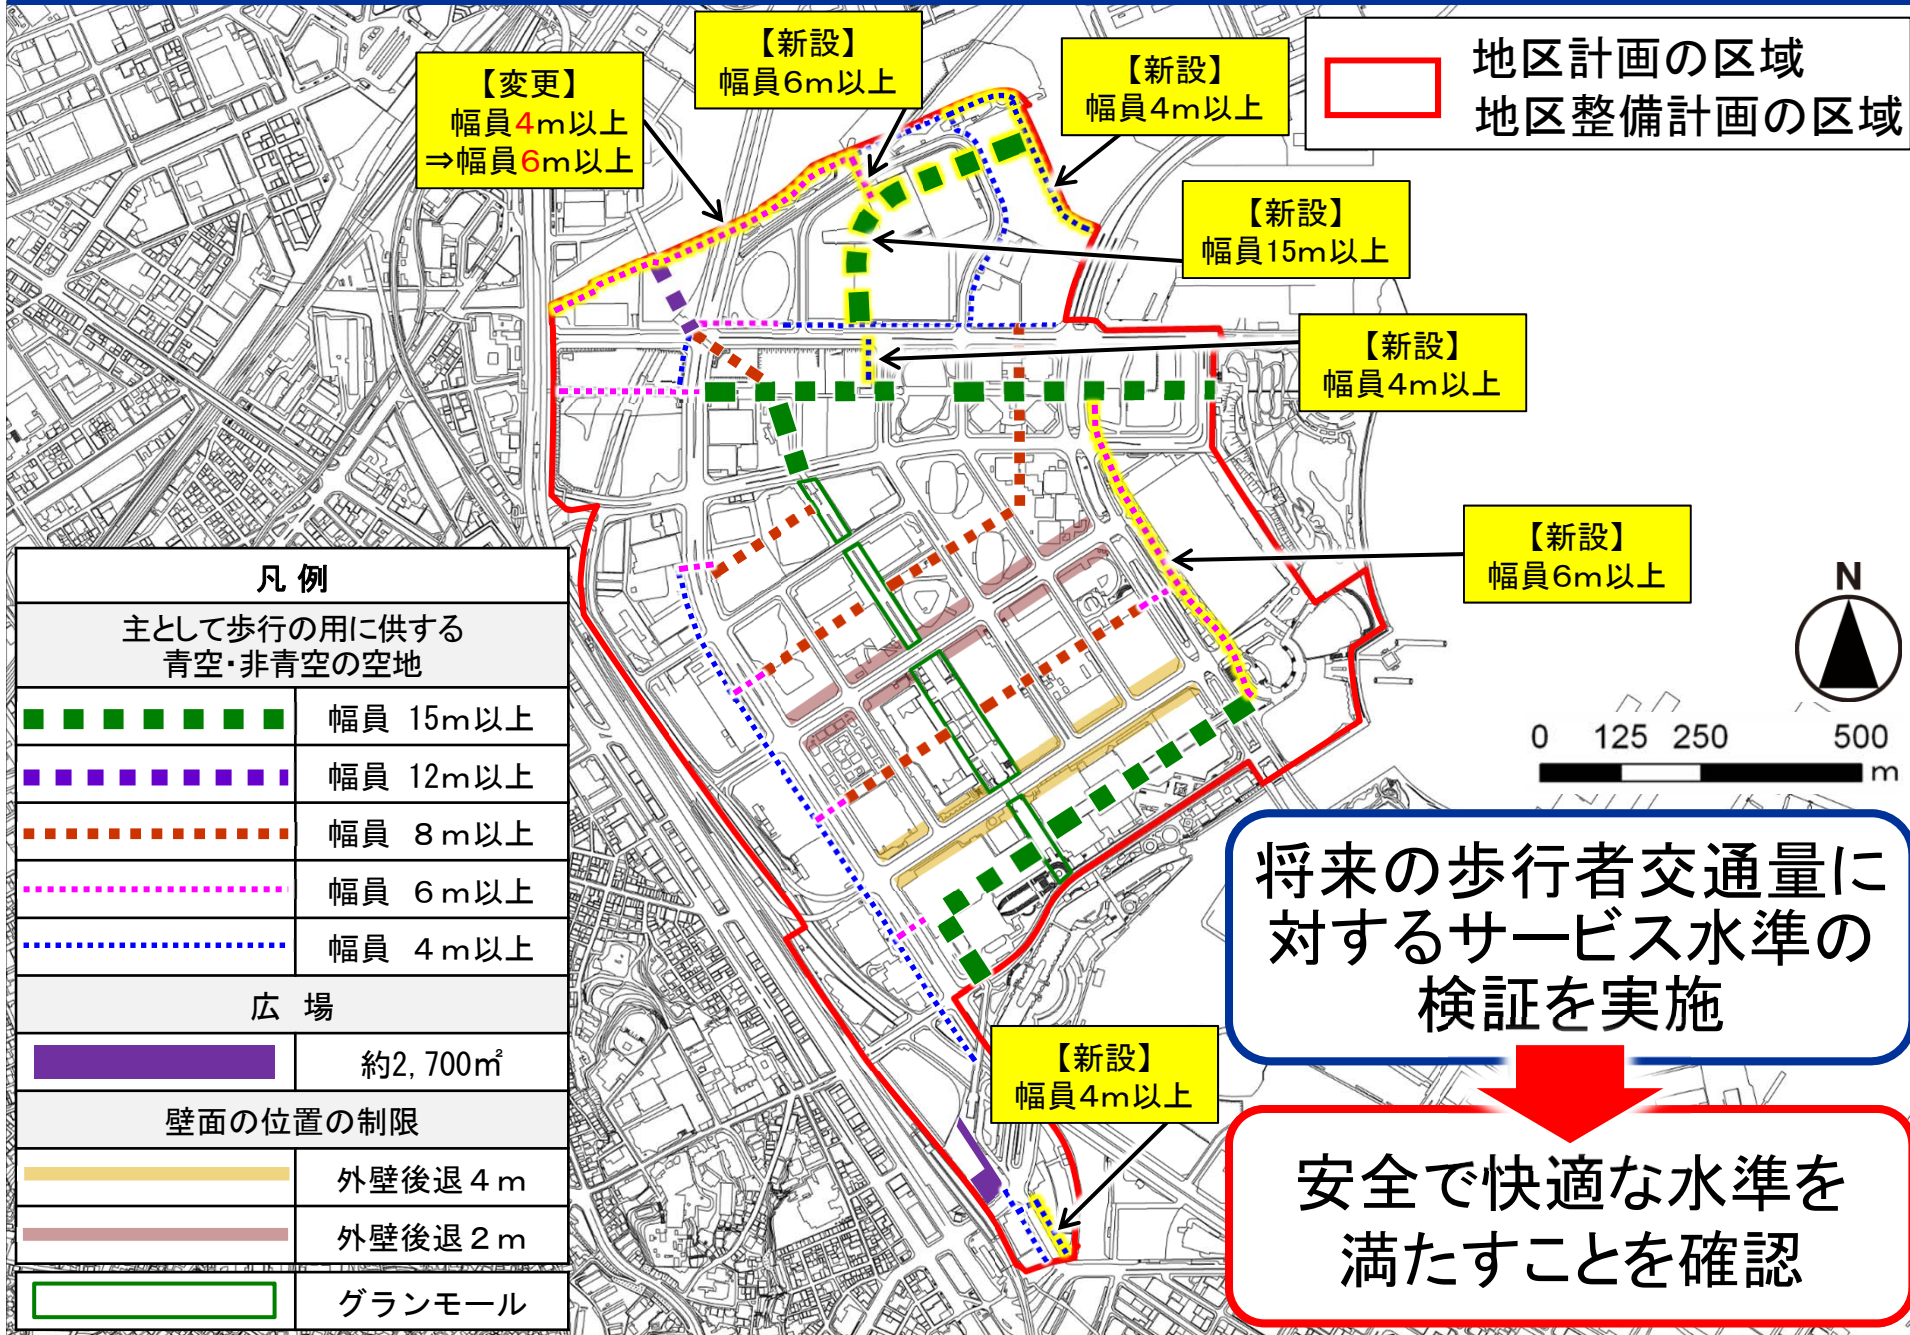 【新設】
幅員6m以上
【変更】
幅員4m以上
⇒幅員6m以上
【新設】
幅員4m以上
地区計画の区域
地区整備計画の区域
【新設】
幅員15m以上
【新設】
幅員4m以上
【新設】
幅員6m以上
凡例
主として歩行の用に供する
青空・非青空の空地
幅員 15m以上
幅員 12m以上
幅員 8m以上
幅員 6m以上
幅員 4m以上
広場
約2,700㎡
壁面の位置の制限
外壁後退4m
外壁後退2m
グランモール
N
0 125 250 500
m
将来の歩行者交通量に
対するサービス水準の
検証を実施
【新設】
幅員4m以上
安全で快適な水準を
満たすことを確認